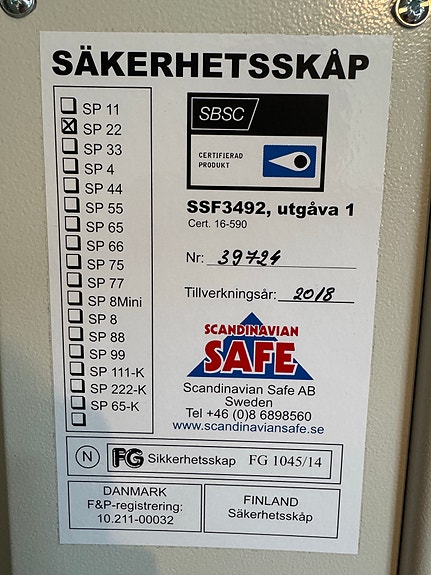 SÄKERHETSSKÅP
SP 11
SP 22
SP 33
SP 4
SP 44
SP 55
SP 65
SP 66
SP 75
SP 77
SP 8Mini
SP 8
SP 88
SP 99
SP 111-K
SP 222-K
SP 65-K
SBSC
CERTIFIERAD
PRODUKT
SSF3492, utgåva 1
Cert. 16-590
Nr: 39724
Tillverkningsår: 2018
SCANDINAVIAN
SAFE
Scandinavian Safe AB
Sweden
Tel +46 (0)8 6898560
www.scandinaviansafe.se
N FG Sikkerhetsskap FG 1045/14
DANMARK
F&P-registrering:
10.211-00032
FINLAND
Säkerhetsskåp